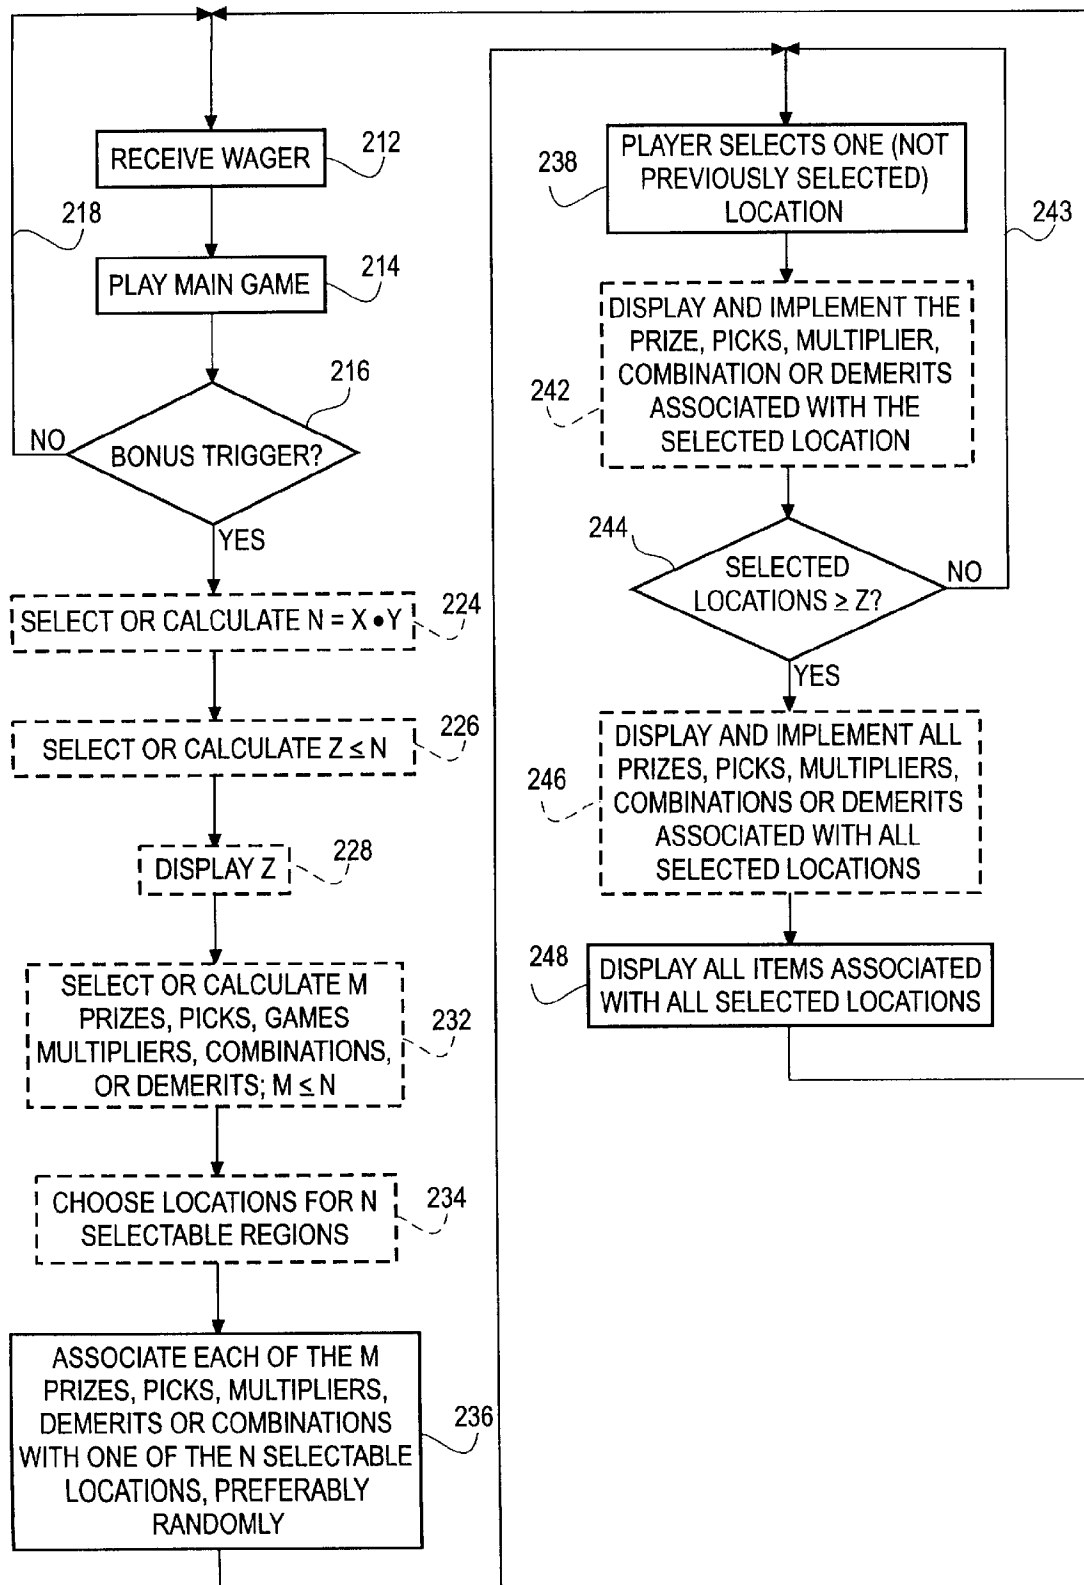 RECEIVE WAGER
212
218
PLAY MAIN GAME
214
216
NO
BONUS TRIGGER?
YES
SELECT OR CALCULATE N = X • Y
224
SELECT OR CALCULATE Z ≤ N
226
DISPLAY Z
228
SELECT OR CALCULATE M
PRIZES, PICKS, GAMES
MULTIPLIERS, COMBINATIONS,
OR DEMERITS; M ≤ N
232
CHOOSE LOCATIONS FOR N
SELECTABLE REGIONS
234
ASSOCIATE EACH OF THE M
PRIZES, PICKS, MULTIPLIERS,
DEMERITS OR COMBINATIONS
WITH ONE OF THE N SELECTABLE
LOCATIONS, PREFERABLY
RANDOMLY
236
PLAYER SELECTS ONE (NOT
PREVIOUSLY SELECTED)
LOCATION
238
243
DISPLAY AND IMPLEMENT THE
PRIZE, PICKS, MULTIPLIER,
COMBINATION OR DEMERITS
ASSOCIATED WITH THE
SELECTED LOCATION
242
244
SELECTED
LOCATIONS ≥ Z?
NO
YES
DISPLAY AND IMPLEMENT ALL
PRIZES, PICKS, MULTIPLIERS,
COMBINATIONS OR DEMERITS
ASSOCIATED WITH ALL
SELECTED LOCATIONS
246
248
DISPLAY ALL ITEMS ASSOCIATED
WITH ALL SELECTED LOCATIONS